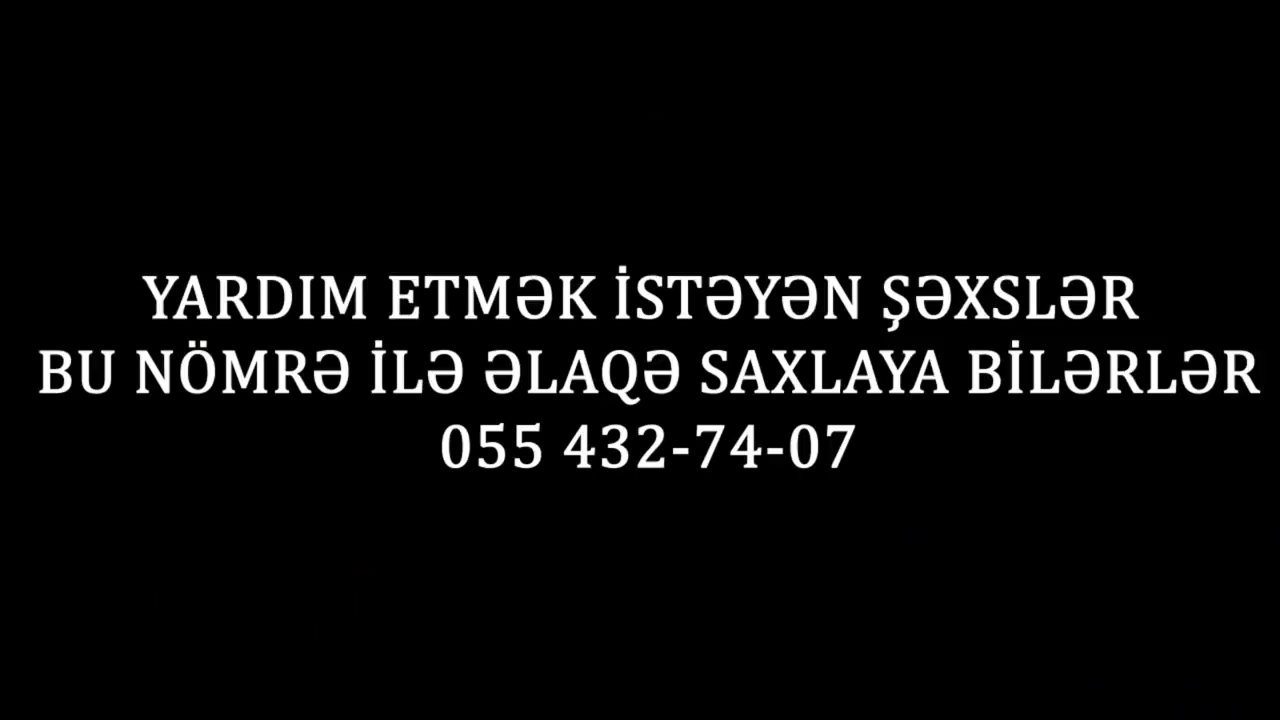 YARDIM ETMƏK İSTƏYƏN ŞƏXSLƏR
BU NÖMRƏ İLƏ ƏLAQƏ SAXLAYA BİLƏRLƏR
055 432-74-07